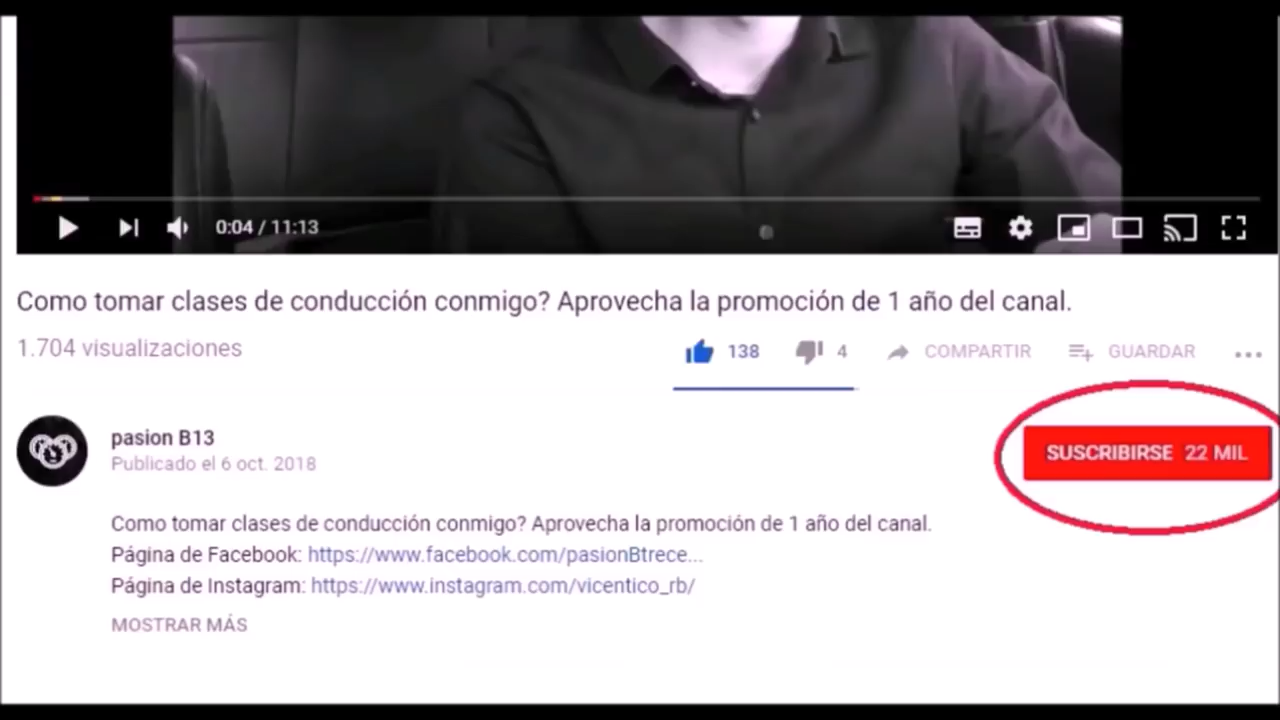 0:04 / 11:13
Como tomar clases de conducción conmigo? Aprovecha la promoción de 1 año del canal.
1.704 visualizaciones
138
4
COMPARTIR
GUARDAR
pasion B13
Publicado el 6 oct. 2018
SUSCRIBIRSE 22 MIL
Como tomar clases de conducción conmigo? Aprovecha la promoción de 1 año del canal.
Página de Facebook: https://www.facebook.com/pasionBtrece...
Página de Instagram: https://www.instagram.com/vicentico_rb/
MOSTRAR MÁS